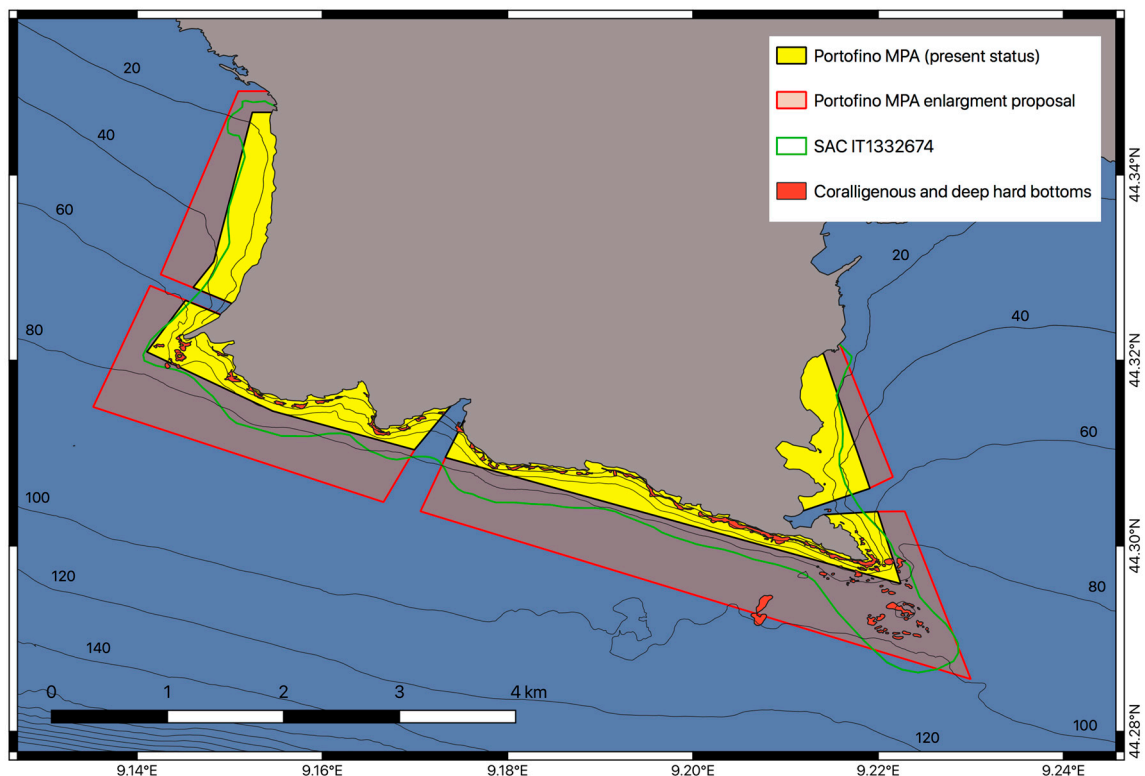 Portofino MPA (present status)
Portofino MPA enlargment proposal
SAC IT1332674
Coralligenous and deep hard bottoms
20
40
60
80
100
120
140
20
40
60
80
100
120
44.34°N
44.32°N
44.30°N
44.28°N
0 1 2 3 4 km
9.14°E 9.16°E 9.18°E 9.20°E 9.22°E 9.24°E